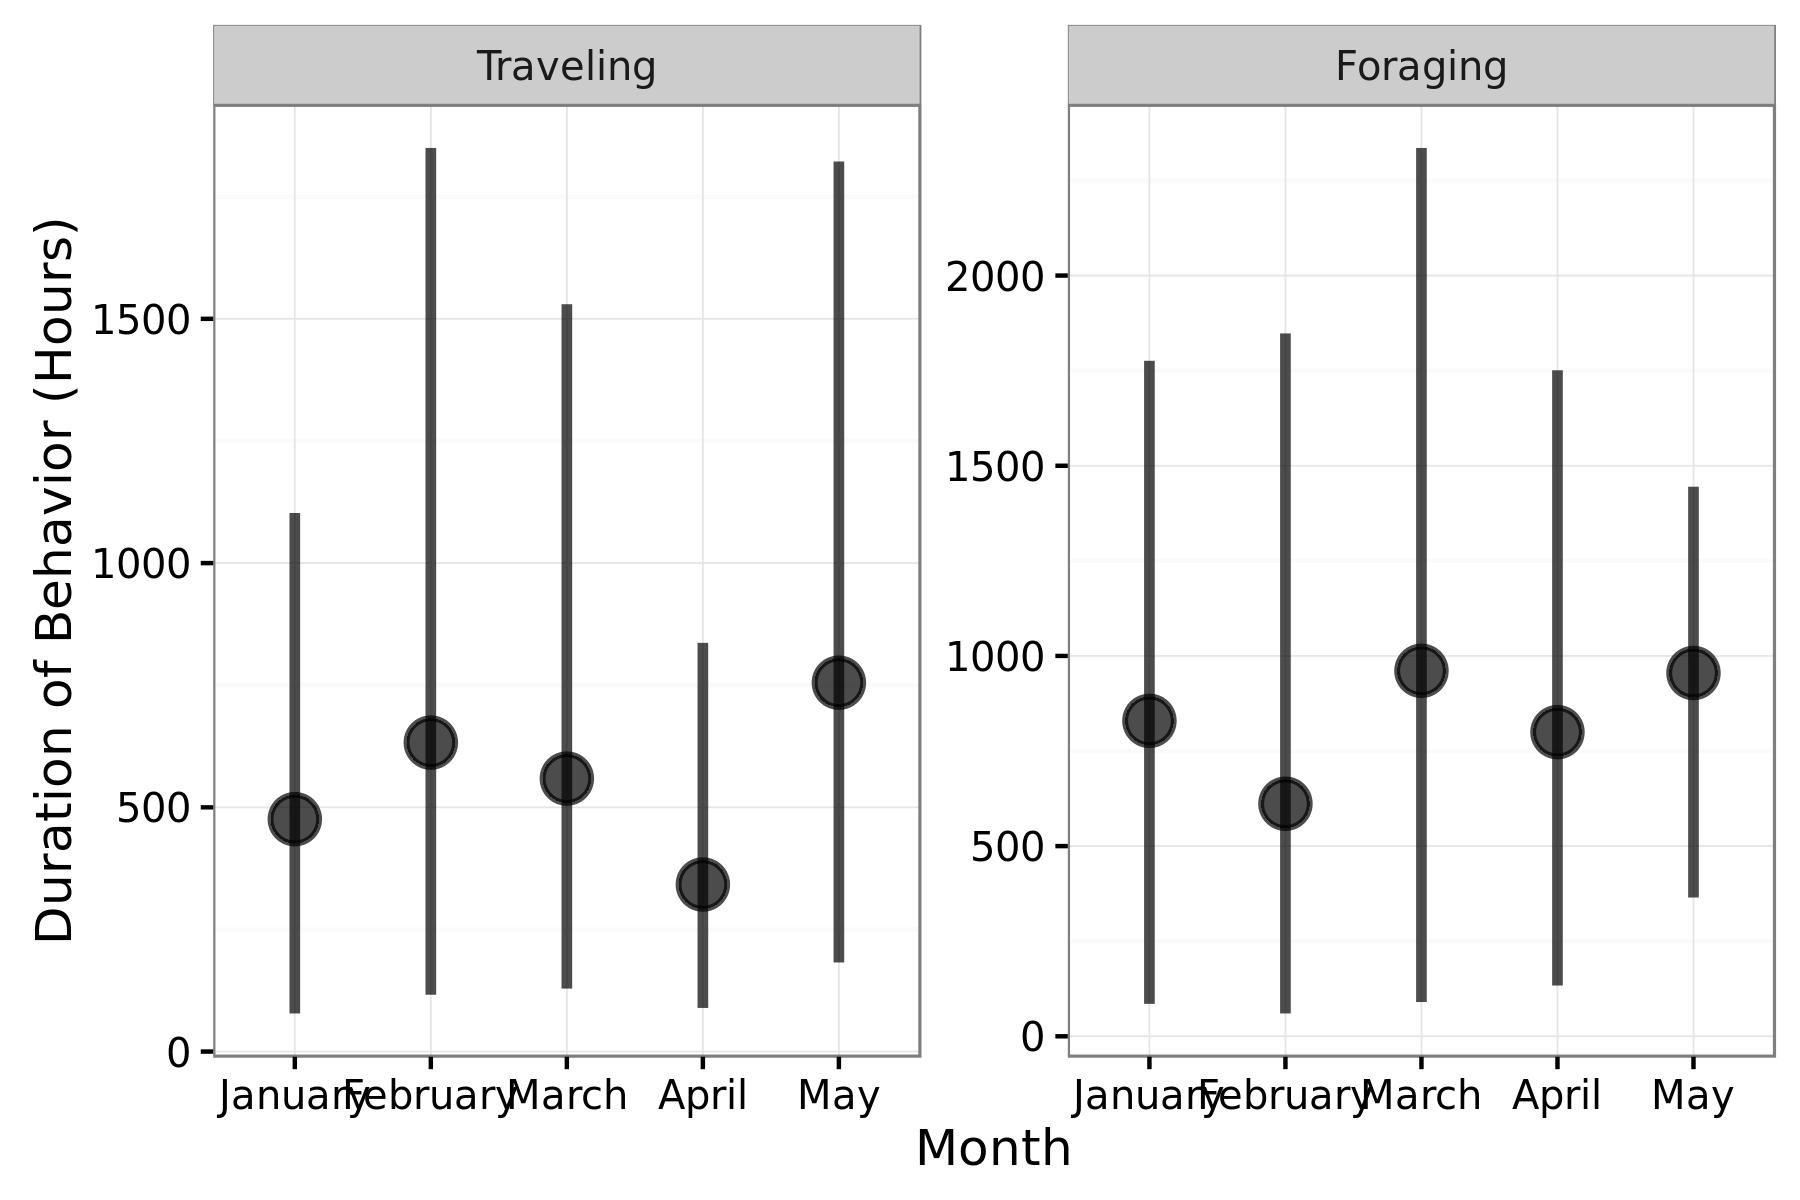 Traveling
Foraging
Duration of Behavior (Hours)
1500
1000
500
0
2000
1500
1000
500
0
January February March April May
January February March April May
Month